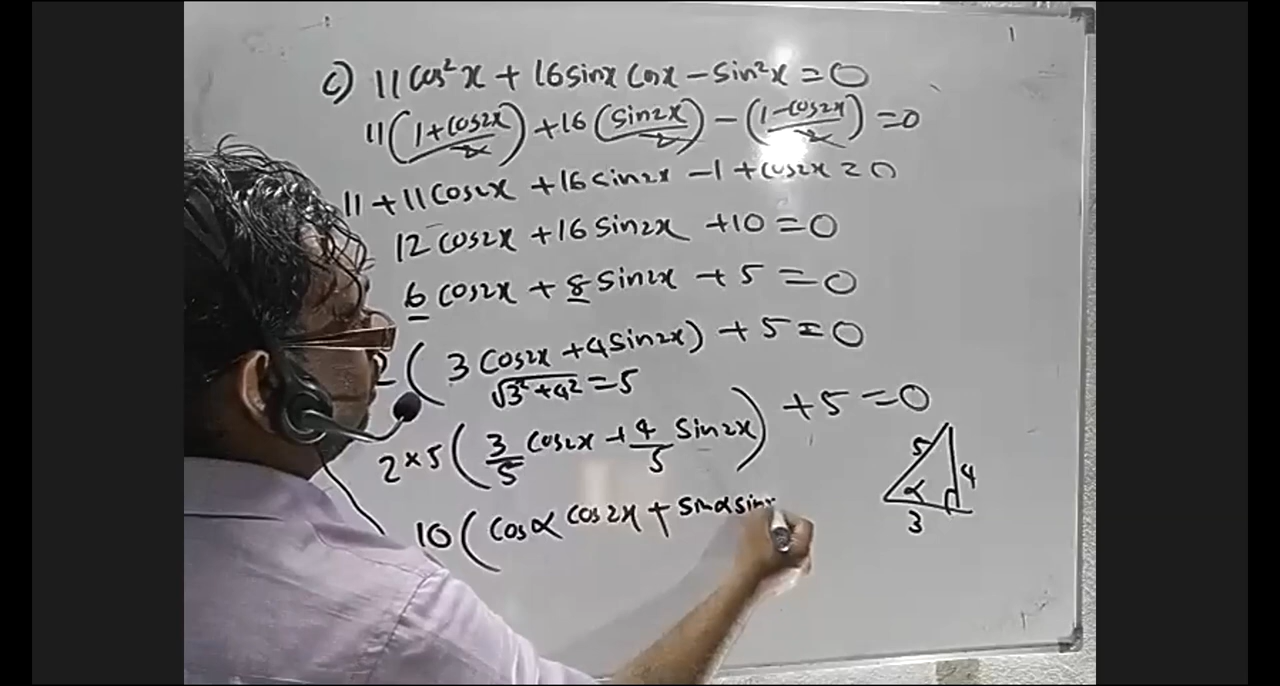 c) 11 cos²x + 16 sinx cosx - sin²x = 0
11((1+cos2x)/2) + 16(sin2x/2) - ((1-cos2x)/2) = 0
11 + 11cos2x + 16 sin2x - 1 + cos2x = 0
12 cos2x + 16 sin2x + 10 = 0
6 cos2x + 8 sin2x + 5 = 0
(3 cos2x + 4 sin2x) + 5 = 0
√3²+4² = 5
2×5(3/5 cos2x + 4/5 sin2x) + 5 = 0
5 4
α
3
10(cosα cos2x + sinα sin